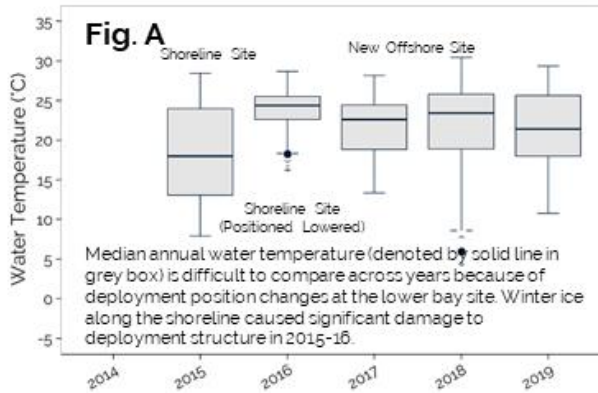 Fig. A
Shoreline Site
New Offshore Site
35
30
25
20
15
10
5
0
-5
Water Temperature (°C)
Shoreline Site
(Positioned Lowered)
Median annual water temperature (denoted by solid line in
grey box) is difficult to compare across years because of
deployment position changes at the lower bay site. Winter ice
along the shoreline caused significant damage to
deployment structure in 2015-16.
2014
2015
2016
2017
2018
2019